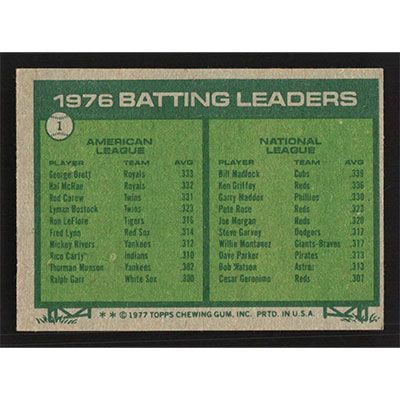 1976 BATTING LEADERS
1
AMERICAN LEAGUE
PLAYER TEAM AVG
George Brett Royals .333
Hal McRae Royals .332
Rod Carew Twins .331
Lyman Bostock Twins .323
Ron LeFlore Tigers .316
Fred Lynn Red Sox .314
Mickey Rivers Yankees .312
Rico Carty Indians .310
Thurman Munson Yankees .302
Ralph Garr White Sox .300
NATIONAL LEAGUE
PLAYER TEAM AVG
Bill Madlock Cubs .339
Ken Griffey Reds .336
Garry Maddox Phillies .330
Pete Rose Reds .323
Joe Morgan Reds .320
Steve Garvey Dodgers .317
Willie Montanez Giants-Braves .317
Dave Parker Pirates .313
Bob Watson Astros .313
Cesar Geronimo Reds .307
** © 1977 TOPPS CHEWING GUM, INC. PRTD. IN U.S.A.